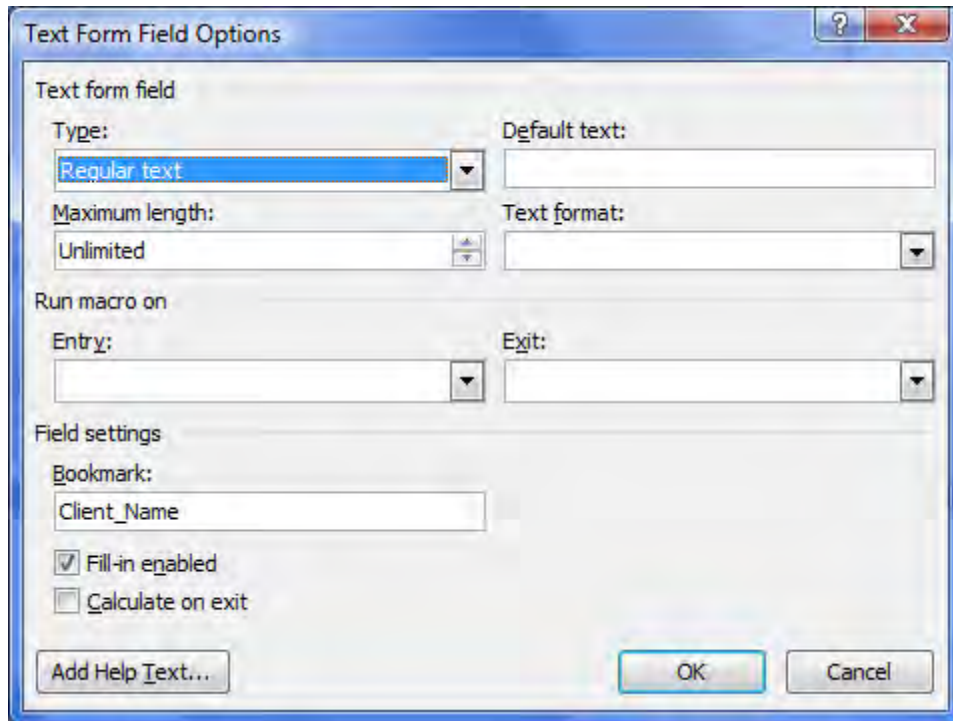 Text Form Field Options
?
Text form field
Type: Default text:
Regular text
Maximum length: Text format:
Unlimited
Run macro on
Entry: Exit:
Field settings
Bookmark:
Client_Name
Fill-in enabled
Calculate on exit
Add Help Text... OK Cancel